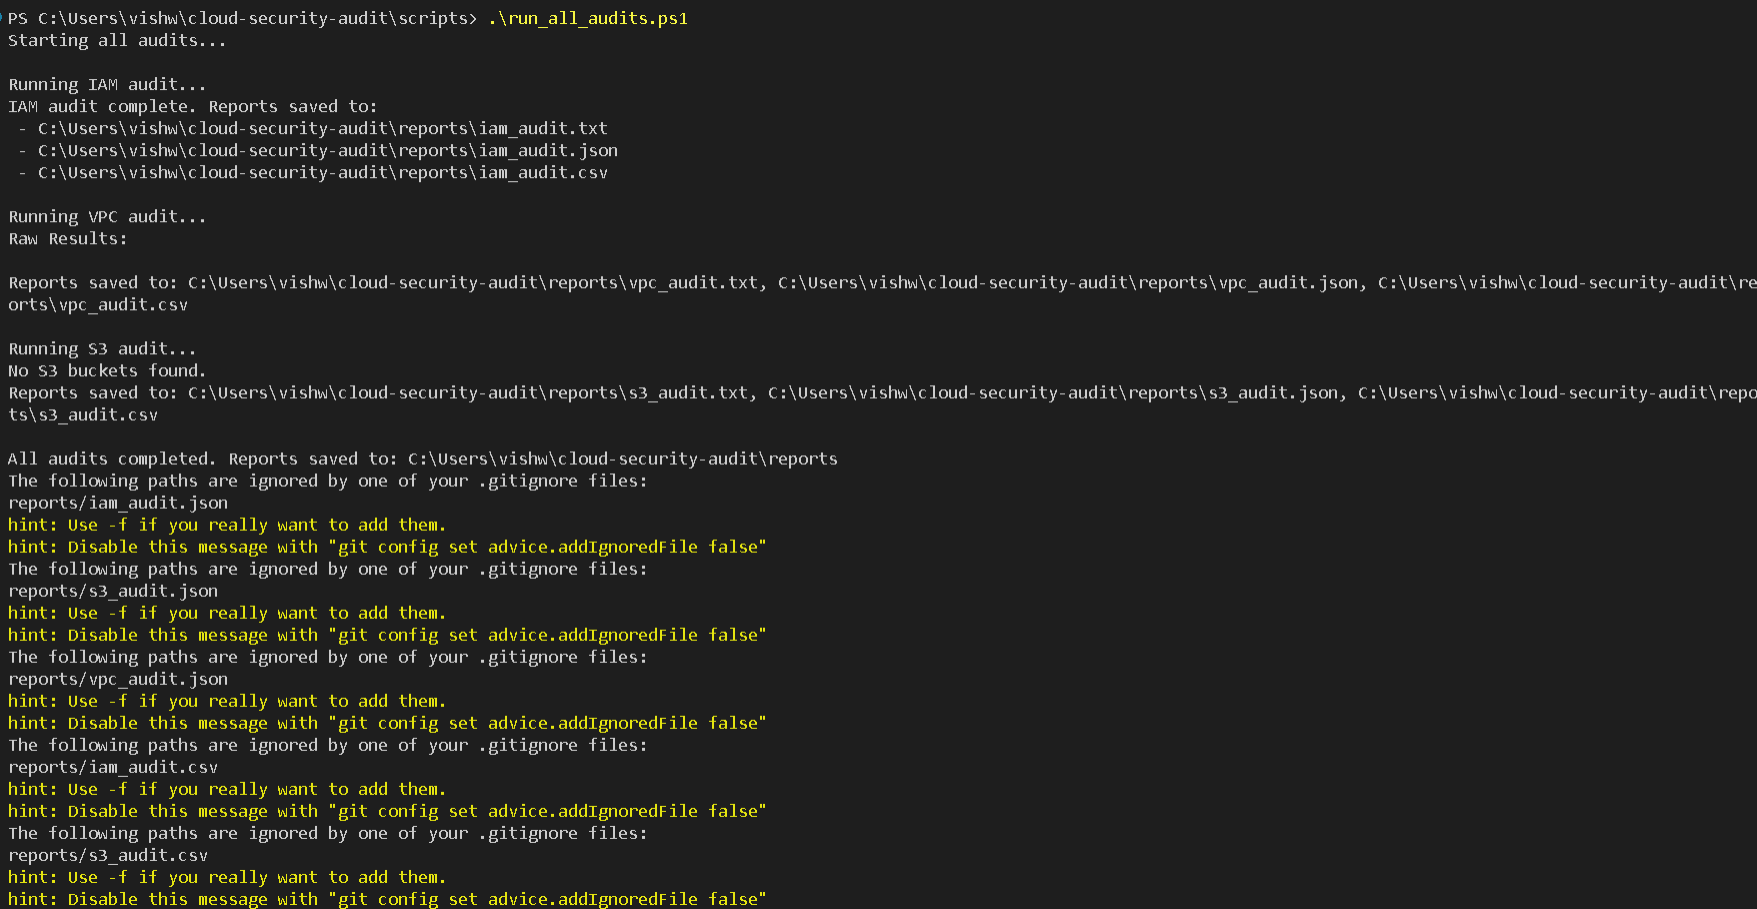 PS C:\Users\vishw\cloud-security-audit\scripts> .\run_all_audits.ps1
Starting all audits...
Running IAM audit...
IAM audit complete. Reports saved to:
- C:\Users\vishw\cloud-security-audit\reports\iam_audit.txt
- C:\Users\vishw\cloud-security-audit\reports\iam_audit.json
- C:\Users\vishw\cloud-security-audit\reports\iam_audit.csv
Running VPC audit...
Raw Results:
Reports saved to: C:\Users\vishw\cloud-security-audit\reports\vpc_audit.txt, C:\Users\vishw\cloud-security-audit\reports\vpc_audit.json, C:\Users\vishw\cloud-security-audit\re
orts\vpc_audit.csv
Running S3 audit...
No S3 buckets found.
Reports saved to: C:\Users\vishw\cloud-security-audit\reports\s3_audit.txt, C:\Users\vishw\cloud-security-audit\reports\s3_audit.json, C:\Users\vishw\cloud-security-audit\repo
ts\s3_audit.csv
All audits completed. Reports saved to: C:\Users\vishw\cloud-security-audit\reports
The following paths are ignored by one of your .gitignore files:
reports/iam_audit.json
hint: Use -f if you really want to add them.
hint: Disable this message with "git config set advice.addIgnoredFile false"
The following paths are ignored by one of your .gitignore files:
reports/s3_audit.json
hint: Use -f if you really want to add them.
hint: Disable this message with "git config set advice.addIgnoredFile false"
The following paths are ignored by one of your .gitignore files:
reports/vpc_audit.json
hint: Use -f if you really want to add them.
hint: Disable this message with "git config set advice.addIgnoredFile false"
The following paths are ignored by one of your .gitignore files:
reports/iam_audit.csv
hint: Use -f if you really want to add them.
hint: Disable this message with "git config set advice.addIgnoredFile false"
The following paths are ignored by one of your .gitignore files:
reports/s3_audit.csv
hint: Use -f if you really want to add them.
hint: Disable this message with "git config set advice.addIgnoredFile false"